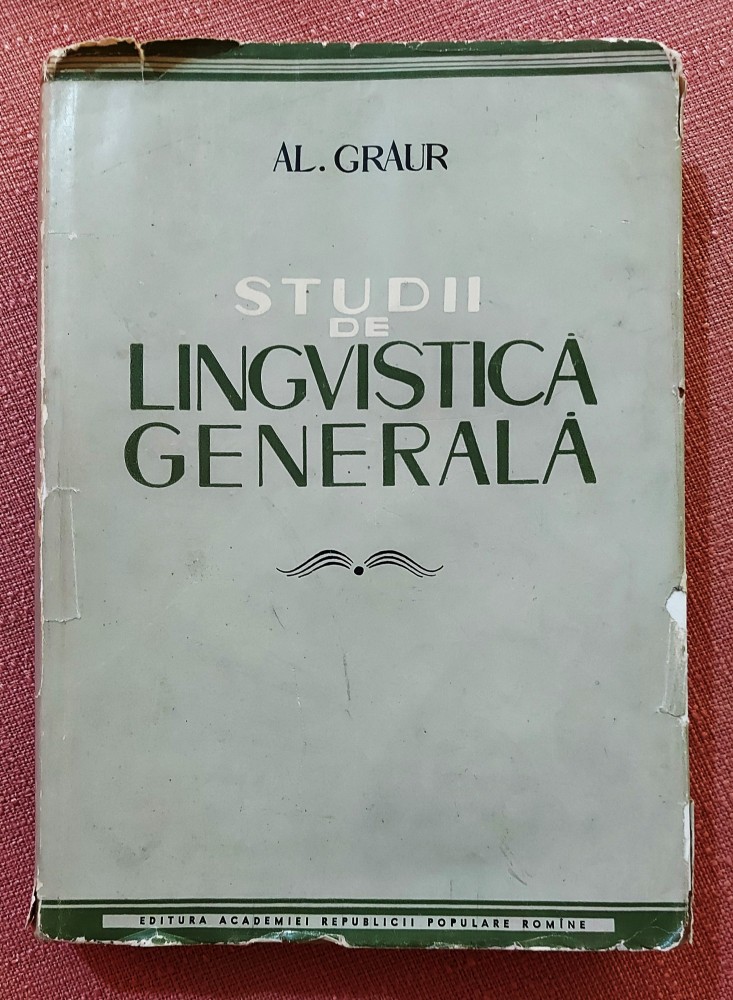 AL. GRAUR
STUDII
DE
LINGVISTICĂ
GENERALĂ
EDITURA ACADEMIEI REPUBLICII POPULARE ROMÎNE